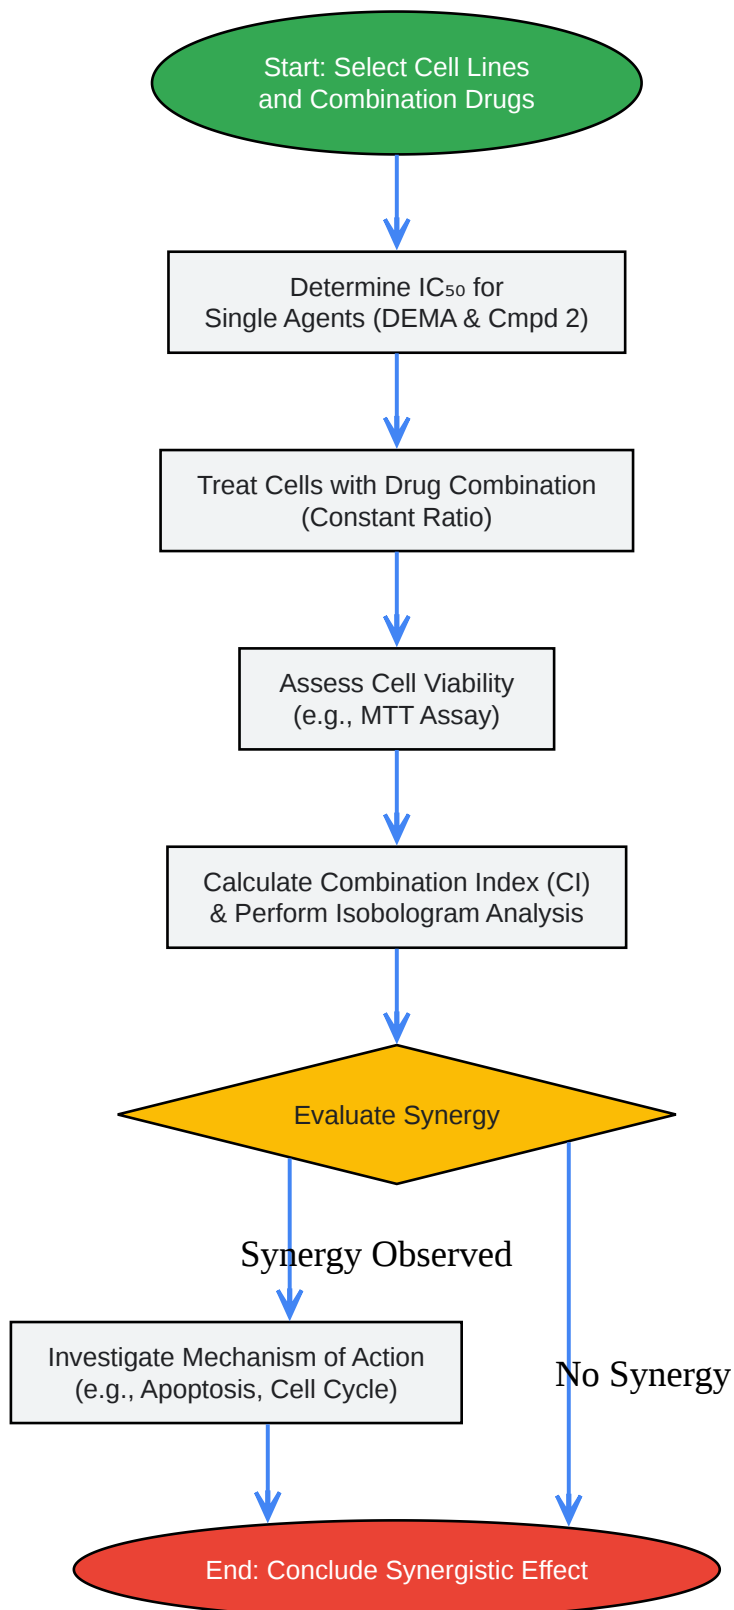 Start: Select Cell Lines
and Combination Drugs
Determine IC₅₀ for
Single Agents (DEMA & Cmpd 2)
Treat Cells with Drug Combination
(Constant Ratio)
Assess Cell Viability
(e.g., MTT Assay)
Calculate Combination Index (CI)
& Perform Isobologram Analysis
Evaluate Synergy
Synergy Observed
Investigate Mechanism of Action
(e.g., Apoptosis, Cell Cycle)
No Synergy
End: Conclude Synergistic Effect